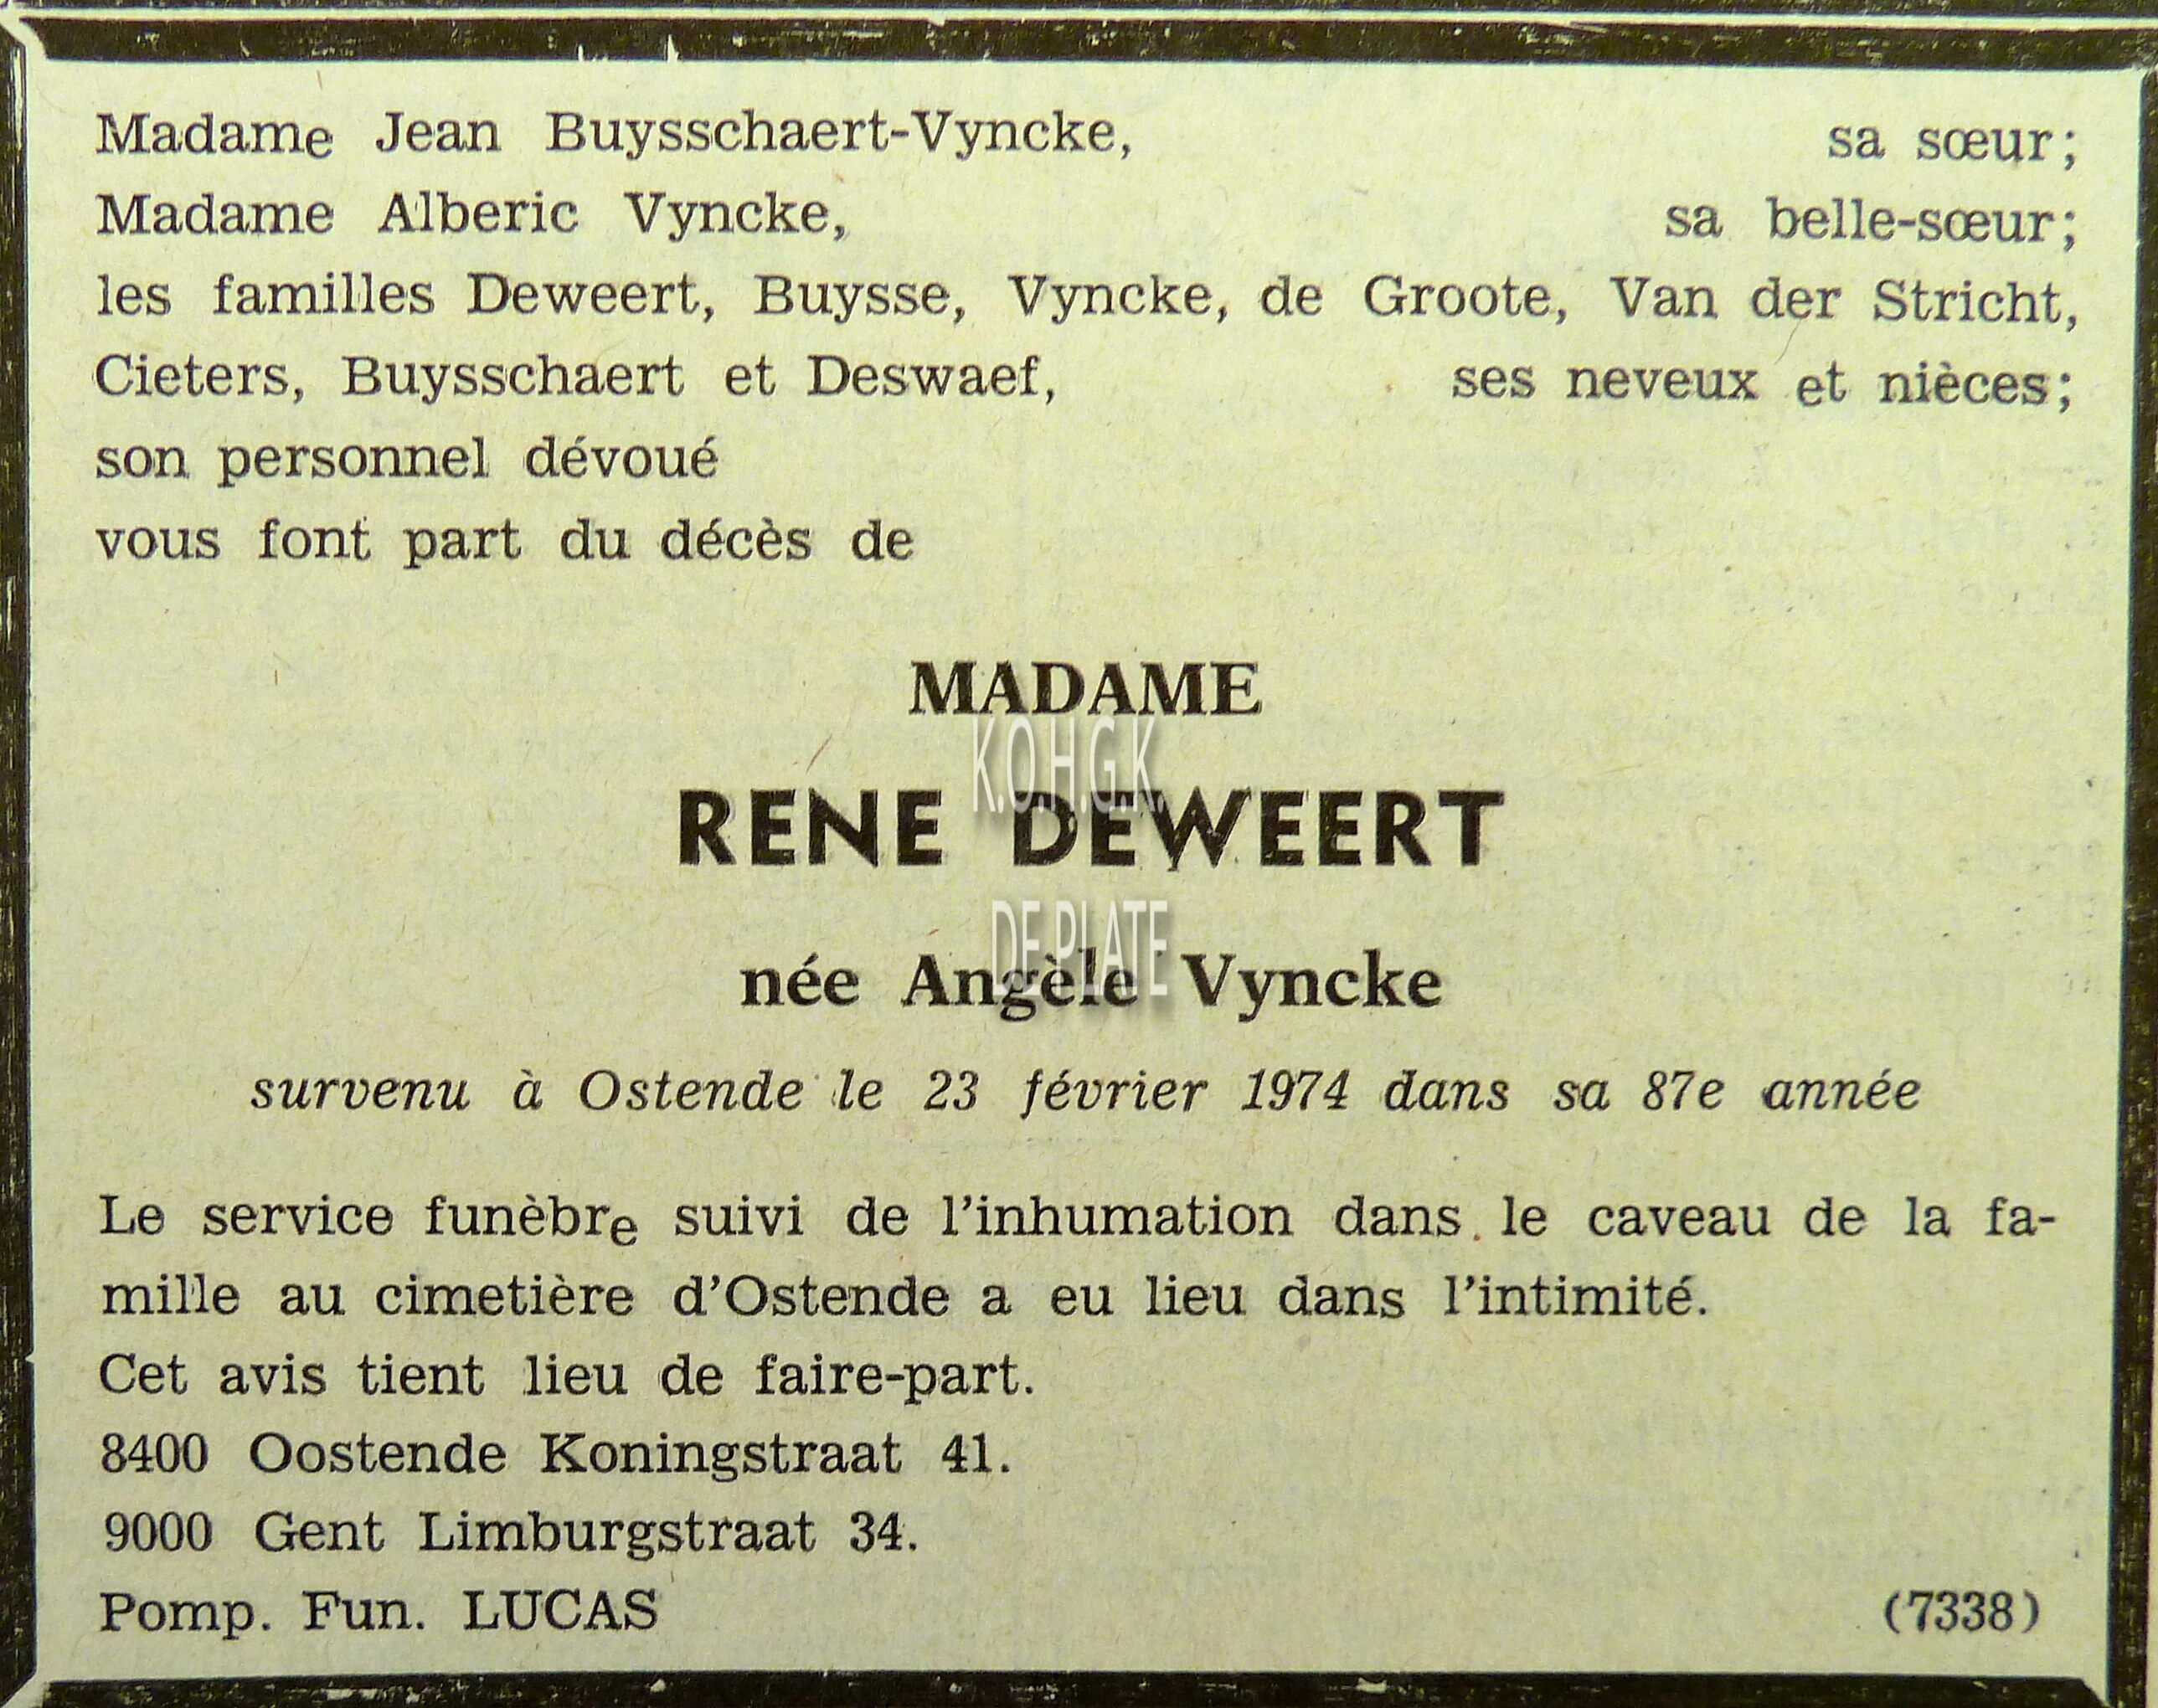 Madame Jean Buysschaert-Vyncke, sa sœur;
Madame Alberic Vyncke, sa belle-sœur;
les familles Deweert, Buysse, Vyncke, de Groote, Van der Stricht,
Cieters, Buysschaert et Deswaef, ses neveux et nièces;
son personnel dévoué
vous font part du décès de
MADAME
K.O.H.G.K.
RENE DEWEERT
DE PLATE
née Angèle Vyncke
survenu à Ostende le 23 février 1974 dans sa 87e année
Le service funèbre suivi de l'inhumation dans le caveau de la fa-
mille au cimetière d'Ostende a eu lieu dans l'intimité.
Cet avis tient lieu de faire-part.
8400 Oostende Koningstraat 41.
9000 Gent Limburgstraat 34.
Pomp. Fun. LUCAS (7338)